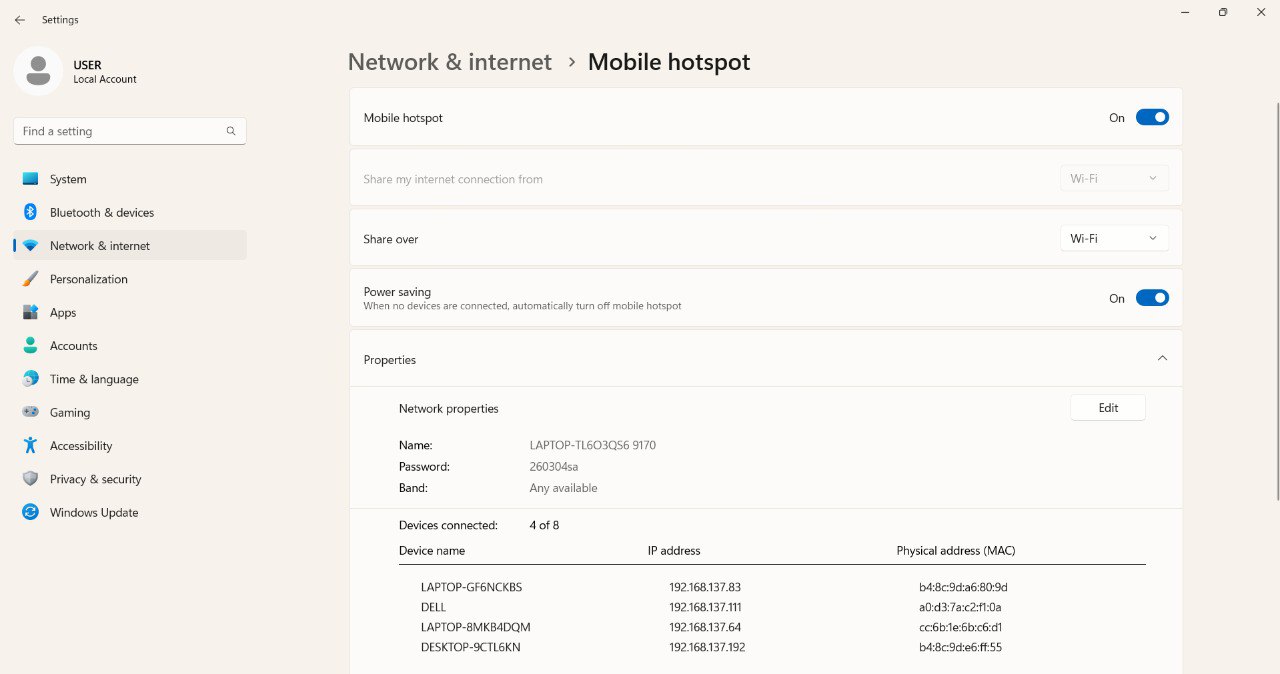 Settings
USER
Local Account
Find a setting
System
Bluetooth & devices
Network & internet
Personalization
Apps
Accounts
Time & language
Gaming
Accessibility
Privacy & security
Windows Update
Network & internet › Mobile hotspot
Mobile hotspot On
Share my internet connection from Wi-Fi
Share over Wi-Fi
Power saving
When no devices are connected, automatically turn off mobile hotspot
On
Properties
Network properties Edit
Name: LAPTOP-TL6O3QS6 9170
Password: 260304sa
Band: Any available
Devices connected: 4 of 8
Device name IP address Physical address (MAC)
LAPTOP-GF6NCKBS 192.168.137.83 b4:8c:9d:a6:80:9d
DELL 192.168.137.111 a0:d3:7a:c2:f1:0a
LAPTOP-8MKB4DQM 192.168.137.64 cc:6b:1e:6b:c6:d1
DESKTOP-9CTL6KN 192.168.137.192 b4:8c:9d:e6:ff:55